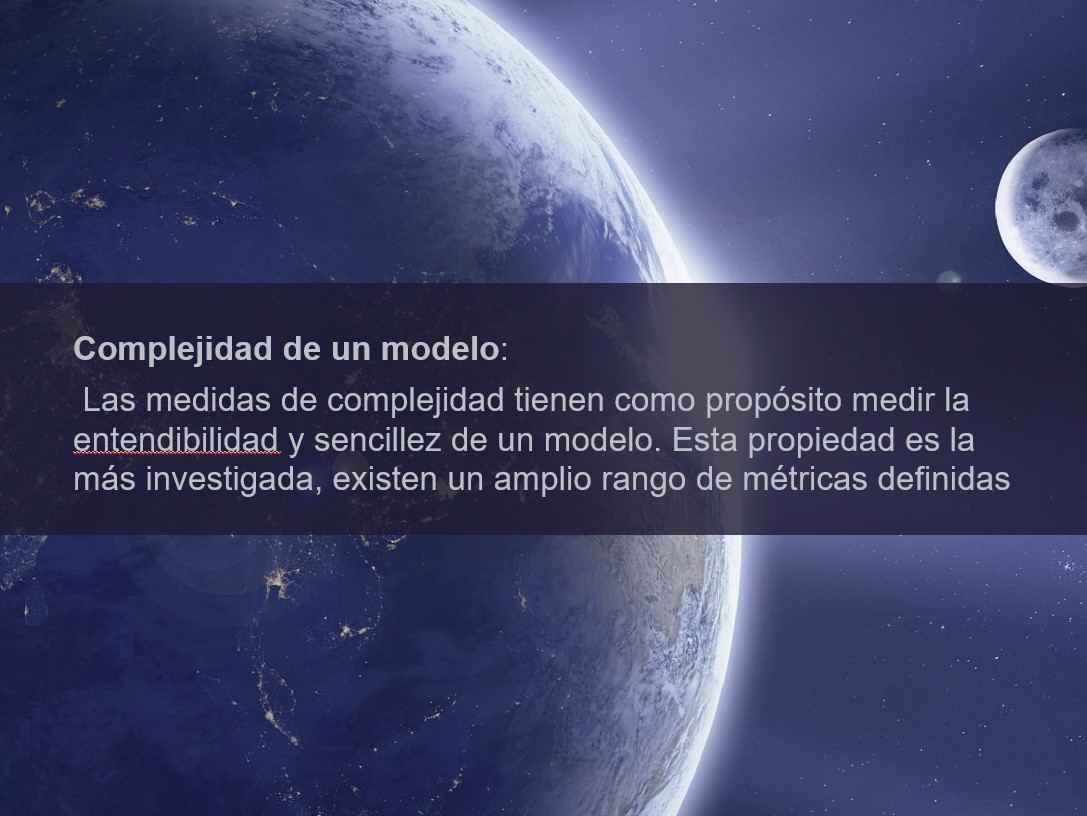 Complejidad de un modelo:
Las medidas de complejidad tienen como propósito medir la
entendibilidad y sencillez de un modelo. Esta propiedad es la
más investigada, existen un amplio rango de métricas definidas